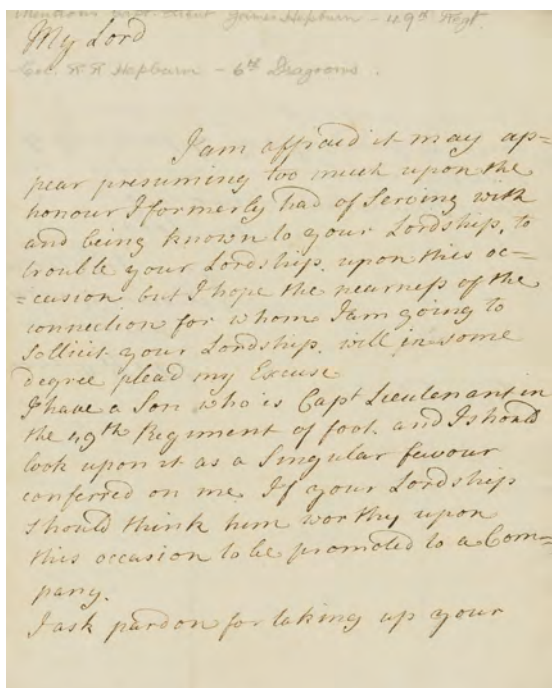 Mentions Capt. Lieut James Hepburn - 49th Regt.
My Lord
Col. R R Hepburn - 6th Dragoons.
I am affraid it may ap=
pear presuming too much upon the
honour I formerly had of Serving with
and being known to your Lordship, to
trouble your Lordship, upon this oc=
=casion but I hope the nearness of the
connection for whom I am going to
Sollicit your Lordship, will in some
degree plead my Excuse
I have a Son who is Capt Lieutenant in
the 49th Regiment of foot. and I should
look upon it as a Singular favour
conferred on me If your Lordship
should think him worthy upon
this occasion to be promoted to a Com=
pany.
I ask pardon for taking up your